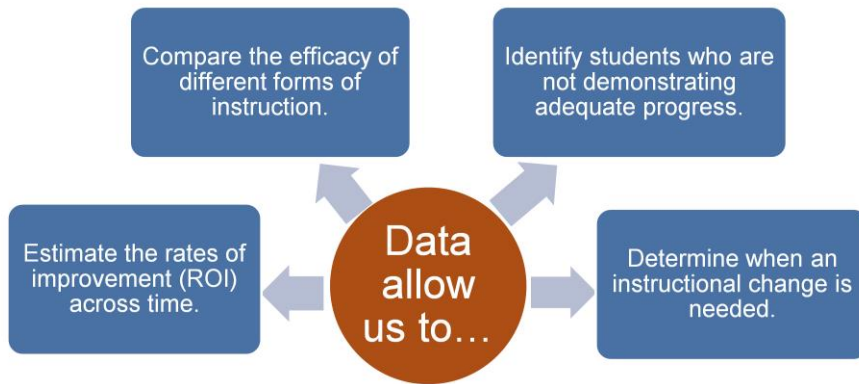 Compare the efficacy of
different forms of
instruction.
Identify students who are
not demonstrating
adequate progress.
Estimate the rates of
improvement (ROI)
across time.
Data
allow
us to…
Determine when an
instructional change is
needed.